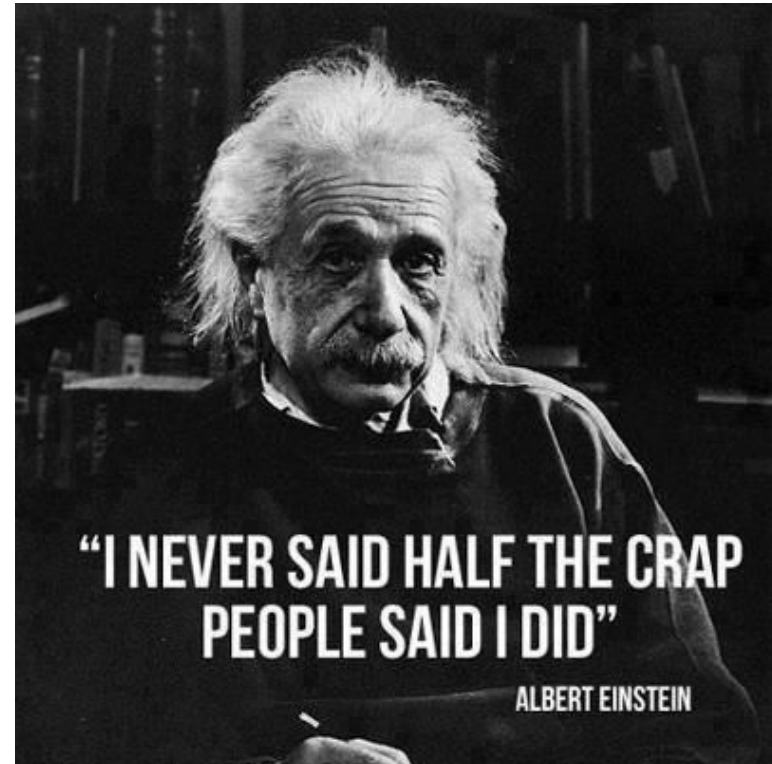 “I NEVER SAID HALF THE CRAP
PEOPLE SAID I DID”
ALBERT EINSTEIN